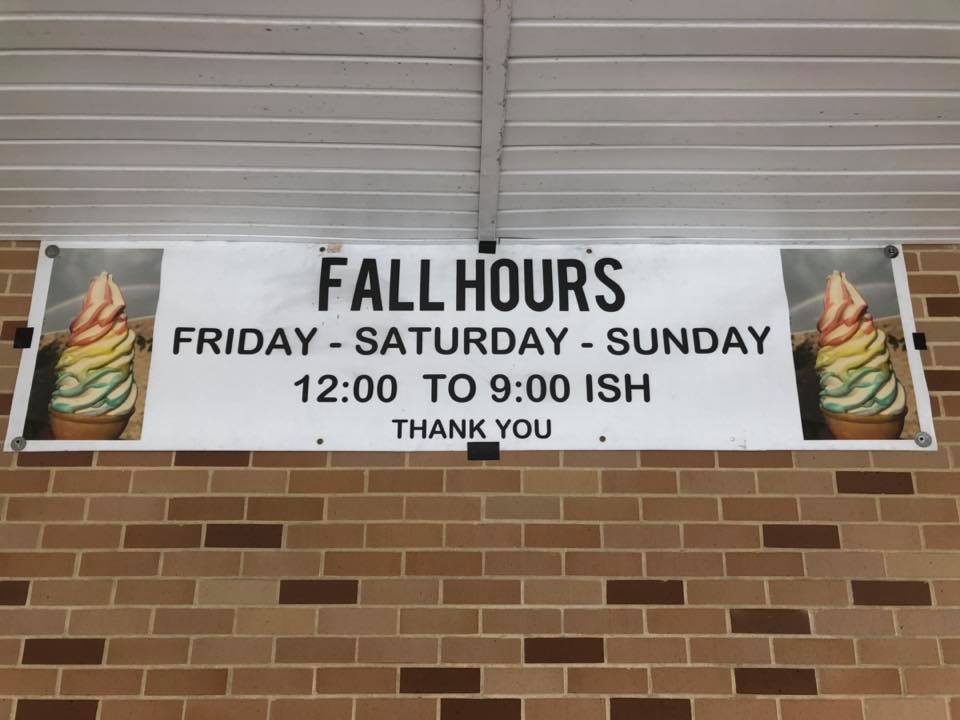 FALL HOURS
FRIDAY - SATURDAY - SUNDAY
12:00 TO 9:00 ISH
THANK YOU